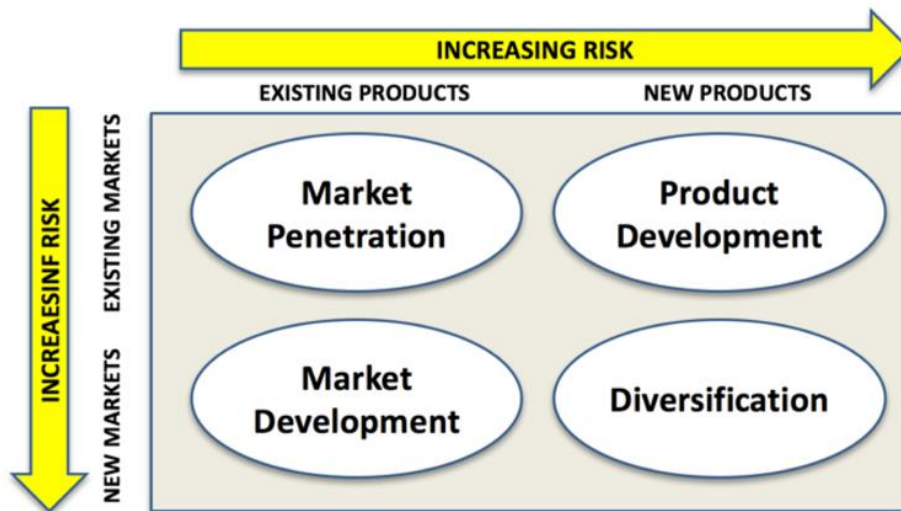 INCREASING RISK
EXISTING PRODUCTS
NEW PRODUCTS
INCREAESINF RISK
EXISTING MARKETS
NEW MARKETS
Market
Penetration
Product
Development
Market
Development
Diversification